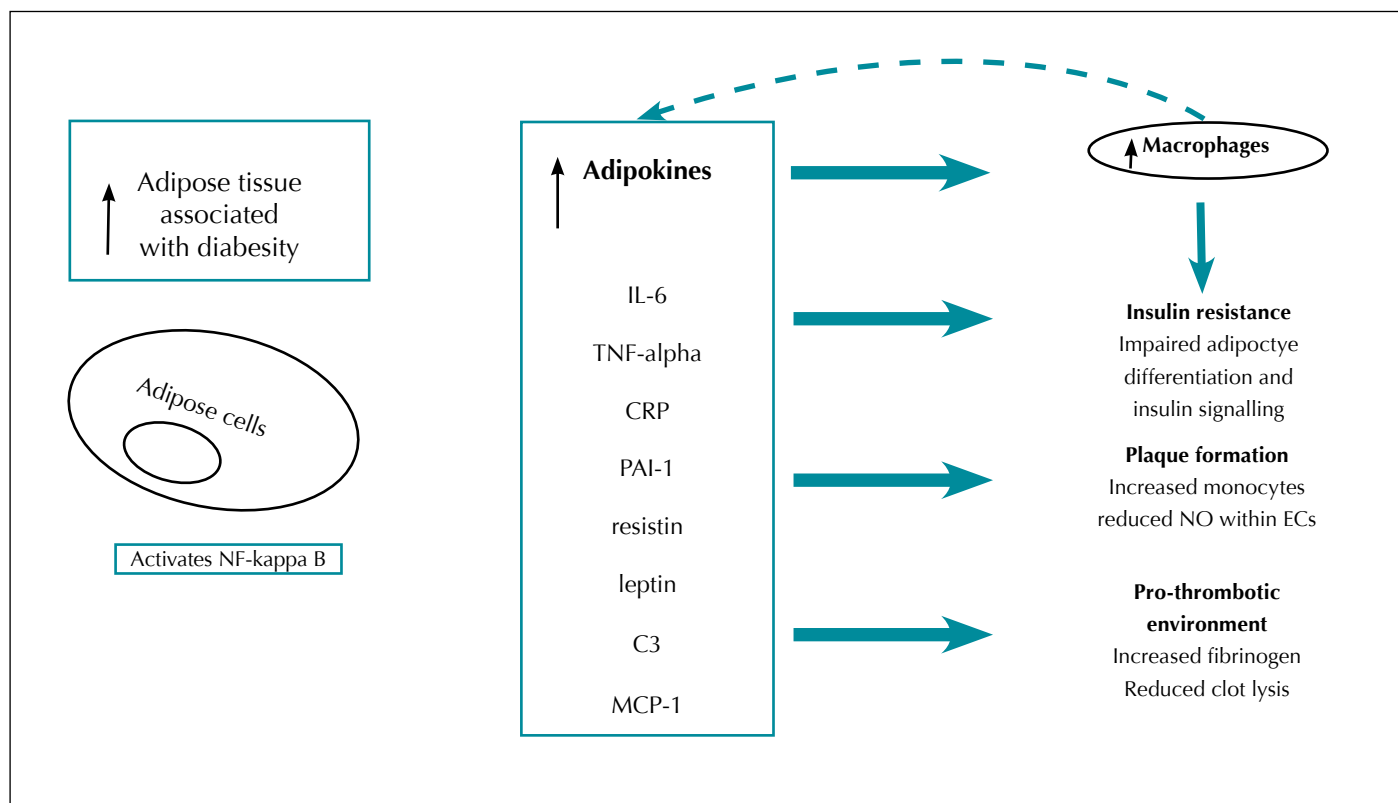 Adipose tissue
associated
with diabesity
Adipose cells
Activates NF-kappa B
Adipokines
IL-6
TNF-alpha
CRP
PAI-1
resistin
leptin
C3
MCP-1
Macrophages
Insulin resistance
Impaired adipoctye
differentiation and
insulin signalling
Plaque formation
Increased monocytes
reduced NO within ECs
Pro-thrombotic
environment
Increased fibrinogen
Reduced clot lysis